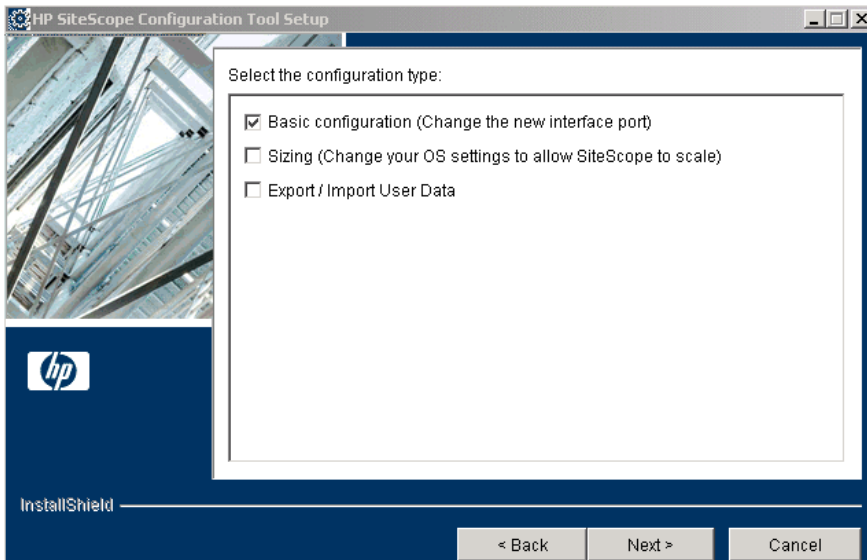 HP SiteScope Configuration Tool Setup
Select the configuration type:
Basic configuration (Change the new interface port)
Sizing (Change your OS settings to allow SiteScope to scale)
Export / Import User Data
hp
InstallShield
< Back
Next >
Cancel